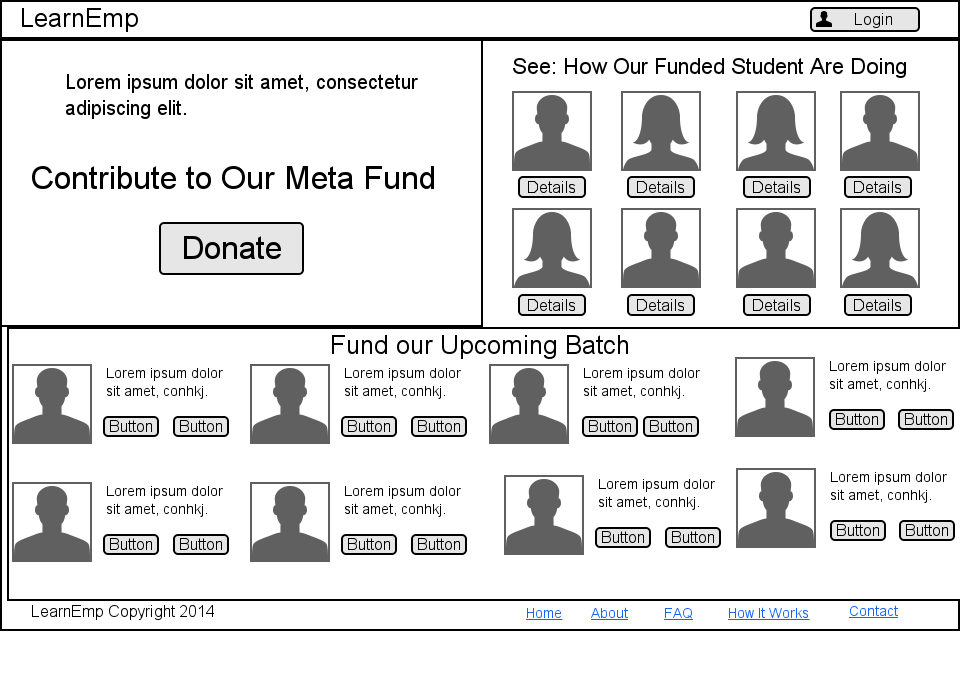 LearnEmp
Login
Lorem ipsum dolor sit amet, consectetur
adipiscing elit.
Contribute to Our Meta Fund
Donate
See: How Our Funded Student Are Doing
Details
Details
Details
Details
Details
Details
Details
Details
Fund our Upcoming Batch
Lorem ipsum dolor
sit amet, conhkj.
Button Button
Lorem ipsum dolor
sit amet, conhkj.
Button Button
Lorem ipsum dolor
sit amet, conhkj.
Button Button
Lorem ipsum dolor
sit amet, conhkj.
Button Button
Lorem ipsum dolor
sit amet, conhkj.
Button Button
Lorem ipsum dolor
sit amet, conhkj.
Button Button
Lorem ipsum dolor
sit amet, conhkj.
Button Button
Lorem ipsum dolor
sit amet, conhkj.
Button Button
LearnEmp Copyright 2014
Home About FAQ How It Works Contact